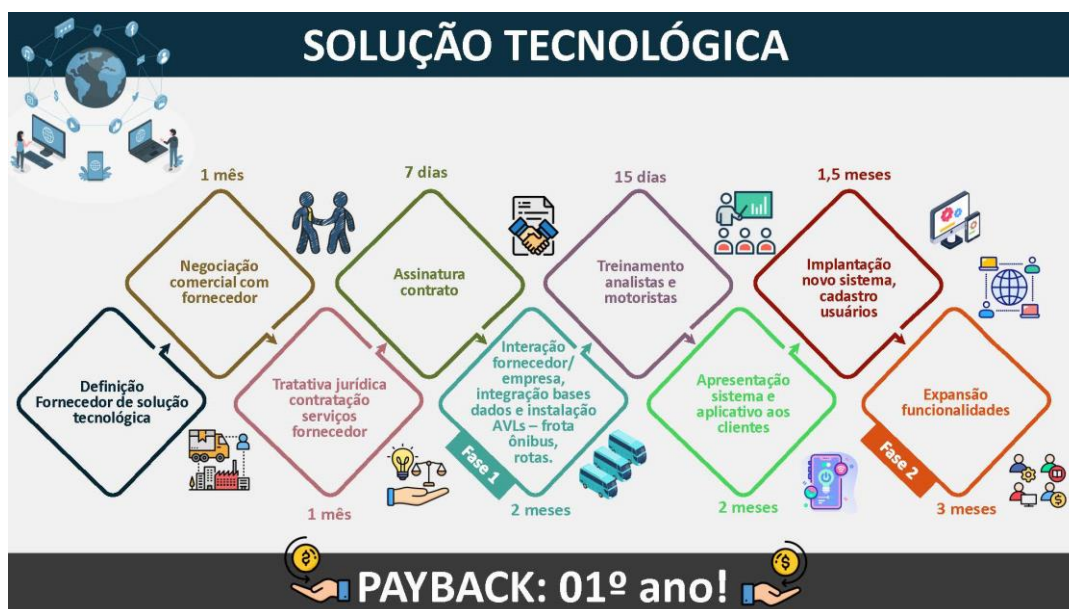 SOLUÇÃO TECNOLÓGICA
Definição
Fornecedor de solução
tecnológica
1 mês
Negociação
comercial com
fornecedor
Tratativa jurídica
contratação
serviços
fornecedor
1 mês
7 dias
Assinatura
contrato
Interação
fornecedor/
empresa,
integração bases
dados e instalação
AVLs – frota
ônibus,
rotas.
Fase 1
2 meses
15 dias
Treinamento
analistas e
motoristas
Apresentação
sistema e
aplicativo aos
clientes
2 meses
1,5 meses
Implantação
novo sistema,
cadastro
usuários
Expansão
funcionalidades
Fase 2
3 meses
PAYBACK: 01º ano!